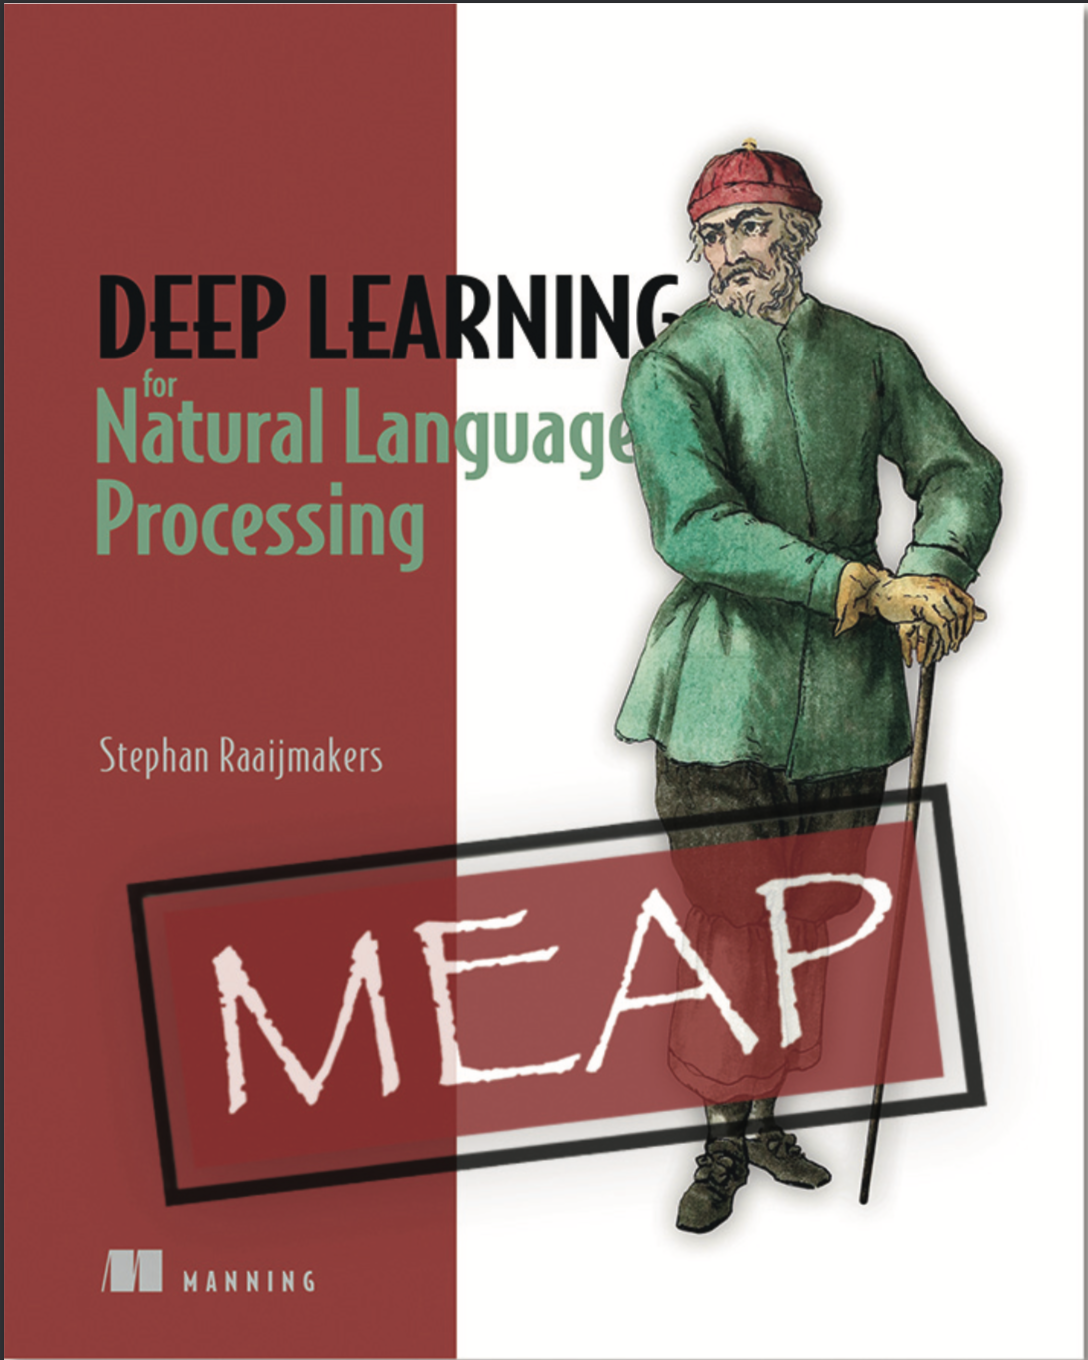 DEEP LEARNING
for
Natural Language
Processing
Stephan Raaijmakers
MEAP
MANNING